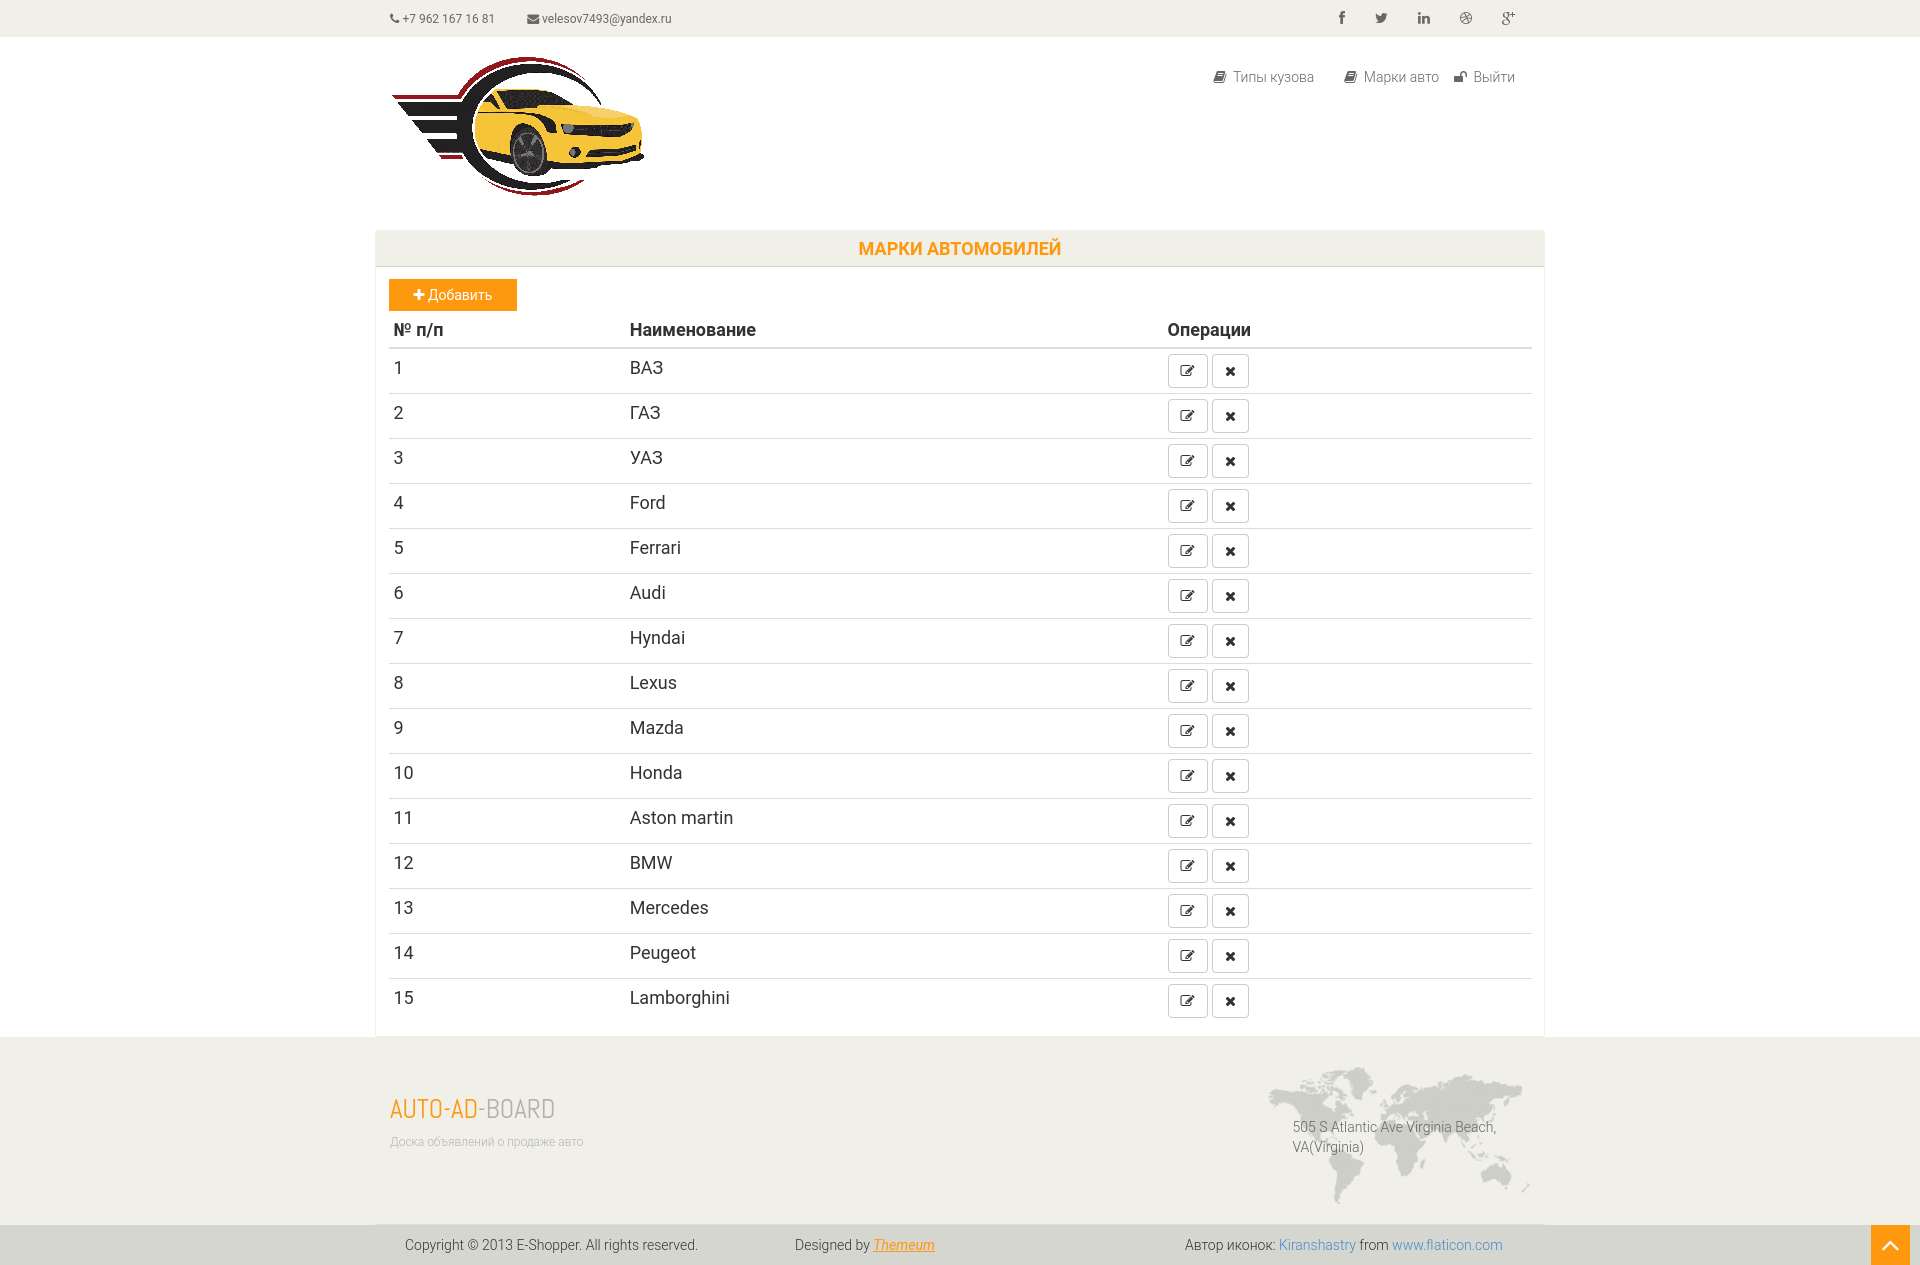 +7 962 167 16 81 velesov7493@yandex.ru
Типы кузова Марки авто Выйти
МАРКИ АВТОМОБИЛЕЙ
Добавить
№ п/п Наименование Операции
1 ВАЗ
2 ГАЗ
3 УАЗ
4 Ford
5 Ferrari
6 Audi
7 Hyndai
8 Lexus
9 Mazda
10 Honda
11 Aston martin
12 BMW
13 Mercedes
14 Peugeot
15 Lamborghini
AUTO-AD-BOARD
Доска объявлений о продаже авто
505 S Atlantic Ave Virginia Beach,
VA(Virginia)
Copyright © 2013 E-Shopper. All rights reserved. Designed by Themeum Автор иконок: Kiranshastry from www.flaticon.com